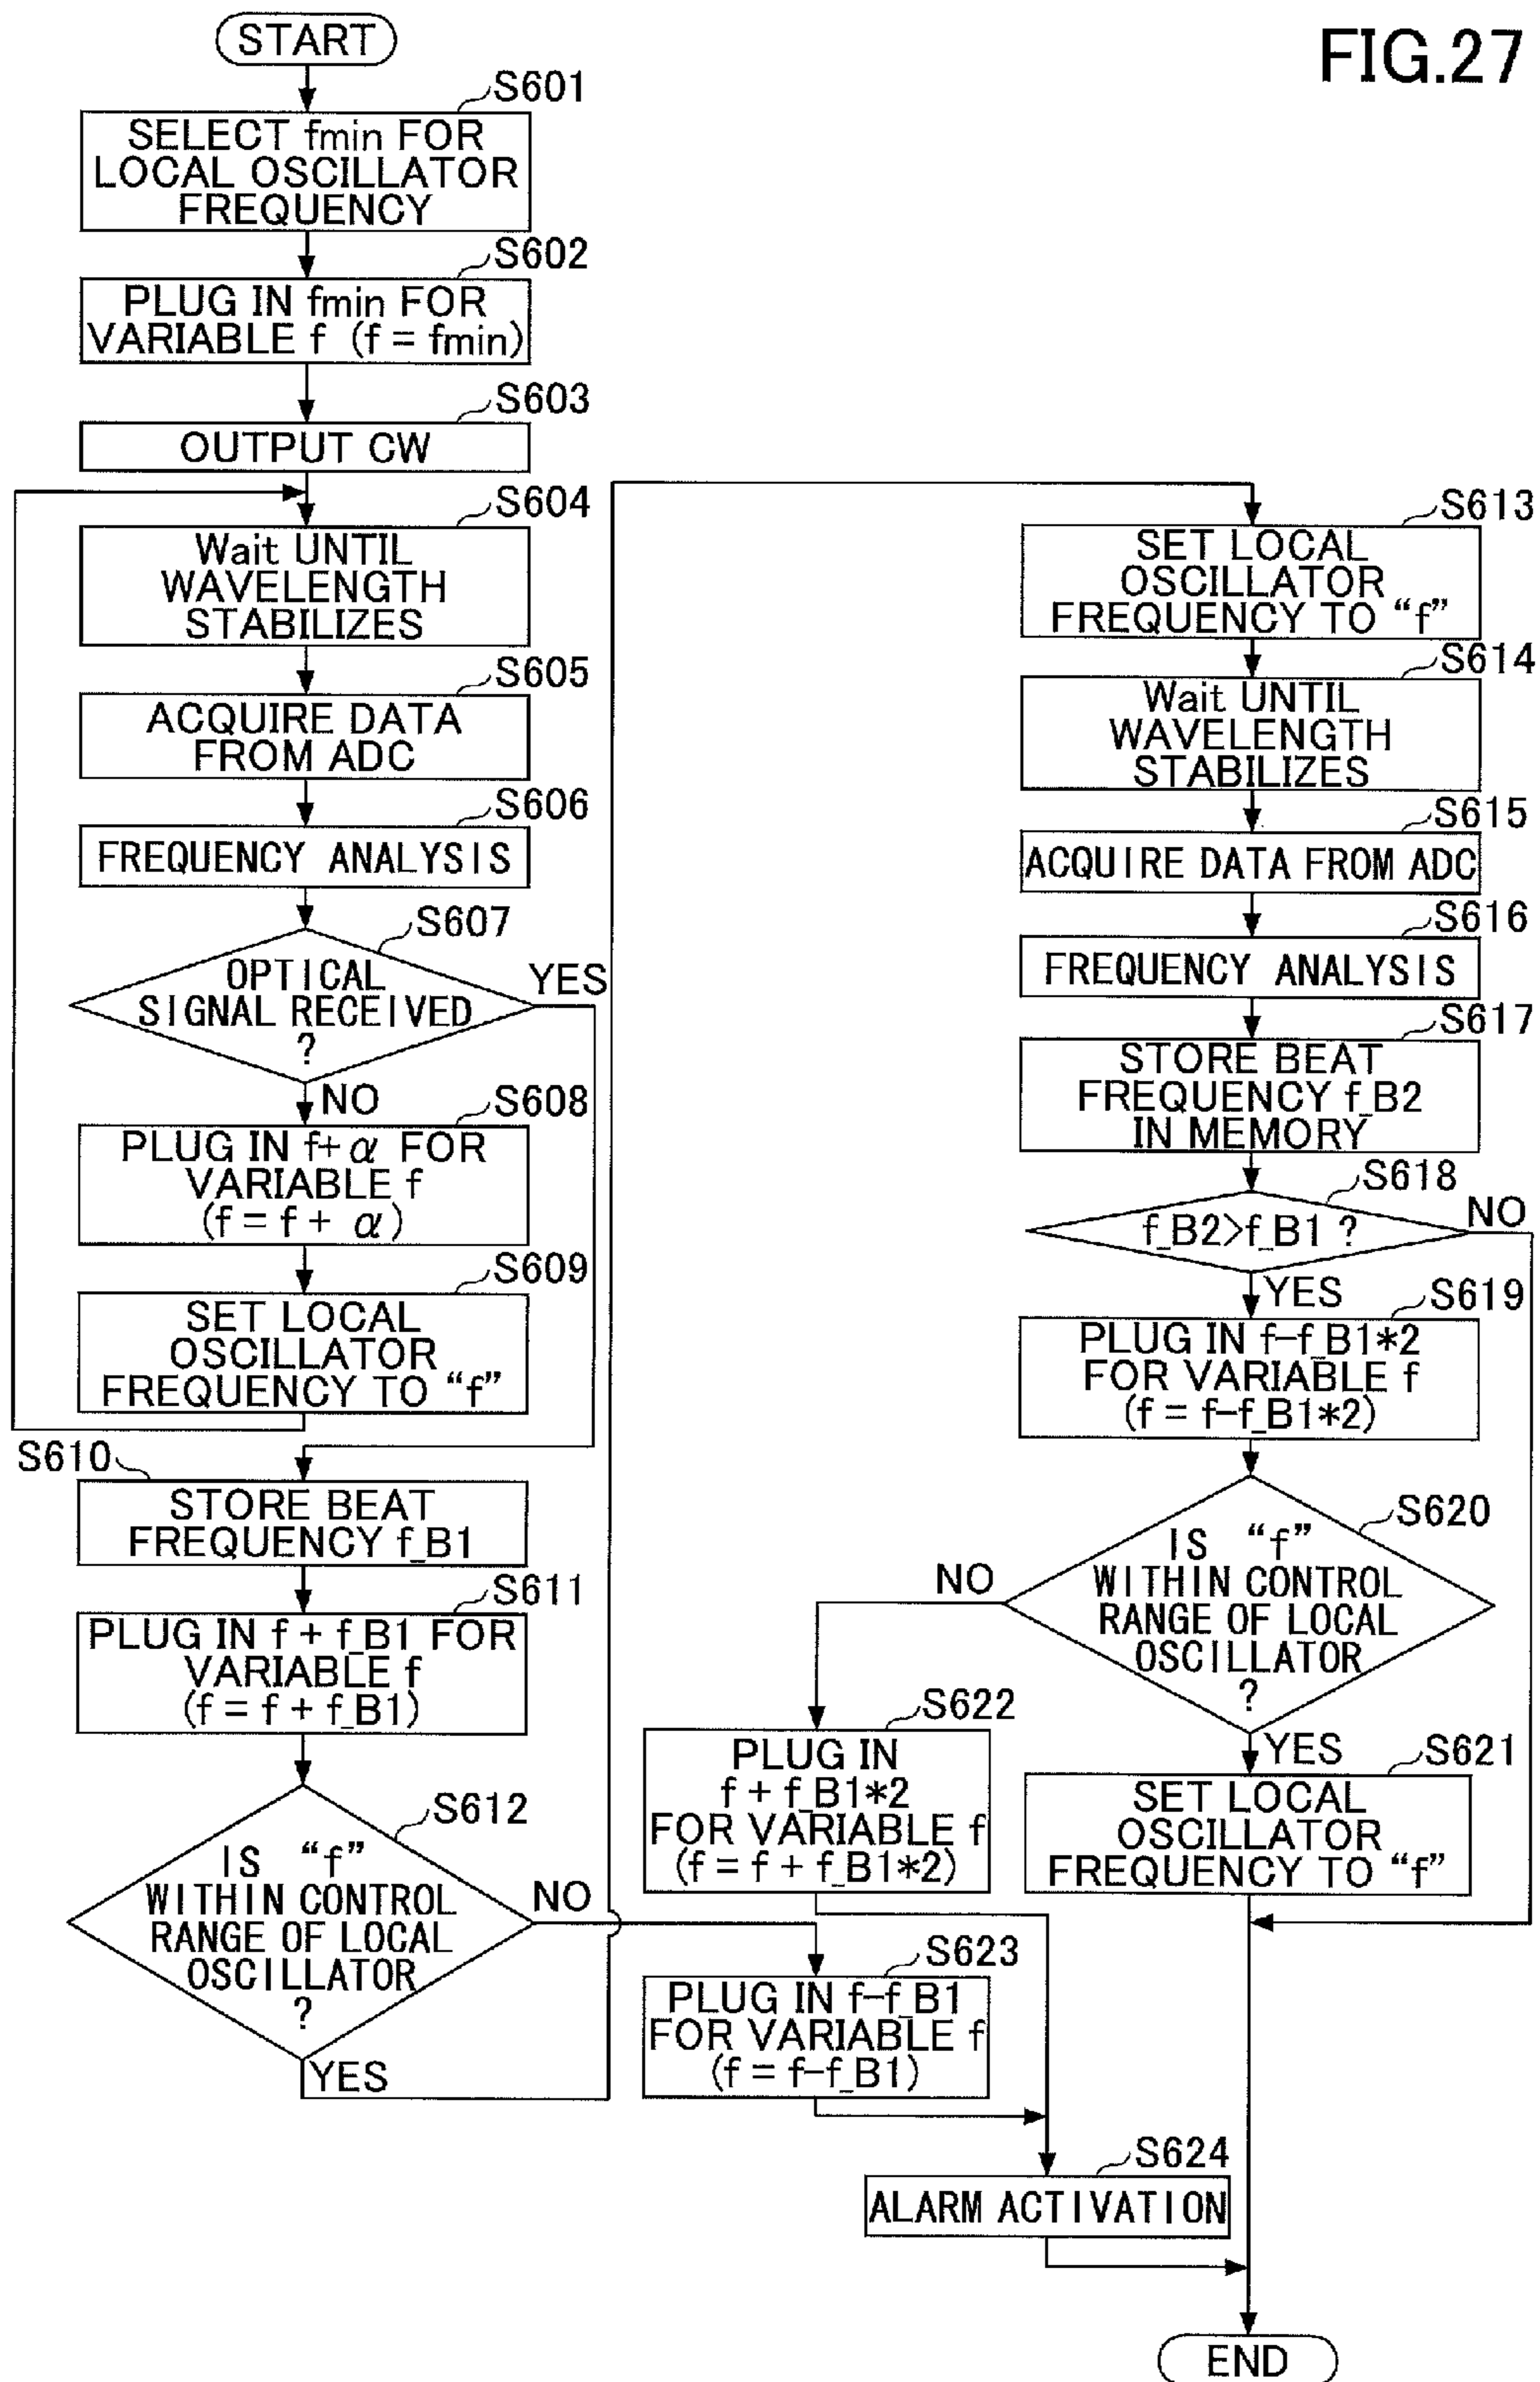 FIG.27
START
S601
SELECT fmin FOR
LOCAL OSCILLATOR
FREQUENCY
S602
PLUG IN fmin FOR
VARIABLE f (f = fmin)
S603
OUTPUT CW
S604
Wait UNTIL
WAVELENGTH
STABILIZES
S605
ACQUIRE DATA
FROM ADC
S606
FREQUENCY ANALYSIS
S607
OPTICAL
SIGNAL RECEIVED
?
YES
NO
S608
PLUG IN f+ α FOR
VARIABLE f
(f = f + α)
S609
SET LOCAL
OSCILLATOR
FREQUENCY TO “f”
S610
STORE BEAT
FREQUENCY f_B1
S611
PLUG IN f + f_B1 FOR
VARIABLE f
(f = f + f_B1)
S612
IS “f”
WITHIN CONTROL
RANGE OF LOCAL
OSCILLATOR
?
NO
YES
S613
SET LOCAL
OSCILLATOR
FREQUENCY TO “f”
S614
Wait UNTIL
WAVELENGTH
STABILIZES
S615
ACQUIRE DATA FROM ADC
S616
FREQUENCY ANALYSIS
S617
STORE BEAT
FREQUENCY f_B2
IN MEMORY
S618
f_B2>f_B1 ?
NO
YES
S619
PLUG IN f-f_B1*2
FOR VARIABLE f
(f = f-f_B1*2)
S620
IS “f”
WITHIN CONTROL
RANGE OF LOCAL
OSCILLATOR
?
NO
YES
S621
SET LOCAL
OSCILLATOR
FREQUENCY TO “f”
S622
PLUG IN
f + f_B1*2
FOR VARIABLE f
(f = f + f_B1*2)
S623
PLUG IN f-f_B1
FOR VARIABLE f
(f = f-f_B1)
S624
ALARM ACTIVATION
END